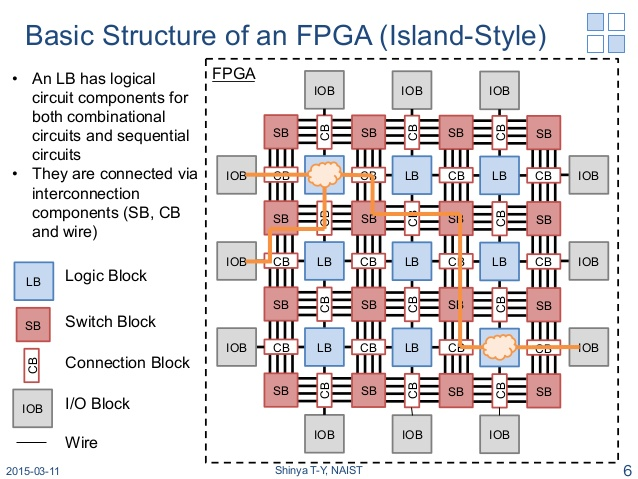 Basic Structure of an FPGA (Island-Style)
• An LB has logical
circuit components for
both combinational
circuits and sequential
circuits
• They are connected via
interconnection
components (SB, CB
and wire)
LB Logic Block
SB Switch Block
CB Connection Block
IOB I/O Block
Wire
FPGA
IOB IOB IOB
SB CB SB CB SB CB SB
IOB CB CB LB CB LB CB IOB
SB CB SB CB SB CB SB
IOB CB LB CB LB CB LB CB IOB
SB CB SB CB SB CB SB
IOB CB LB CB LB CB CB IOB
SB CB SB CB SB CB SB
IOB IOB IOB
2015-03-11 Shinya T-Y, NAIST 6